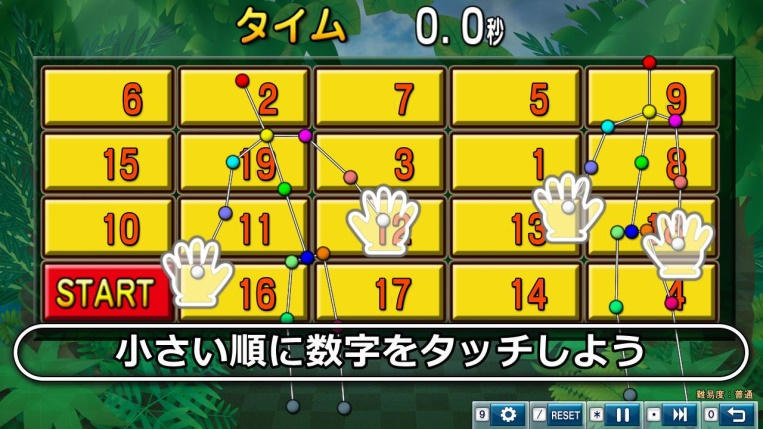 タイム 0.0秒
6 2 7 5 9
15 19 3 1 8
10 11 12 13
START 16 17 14 4
小さい順に数字をタッチしよう
難易度：普通
9 / RESET * • 0